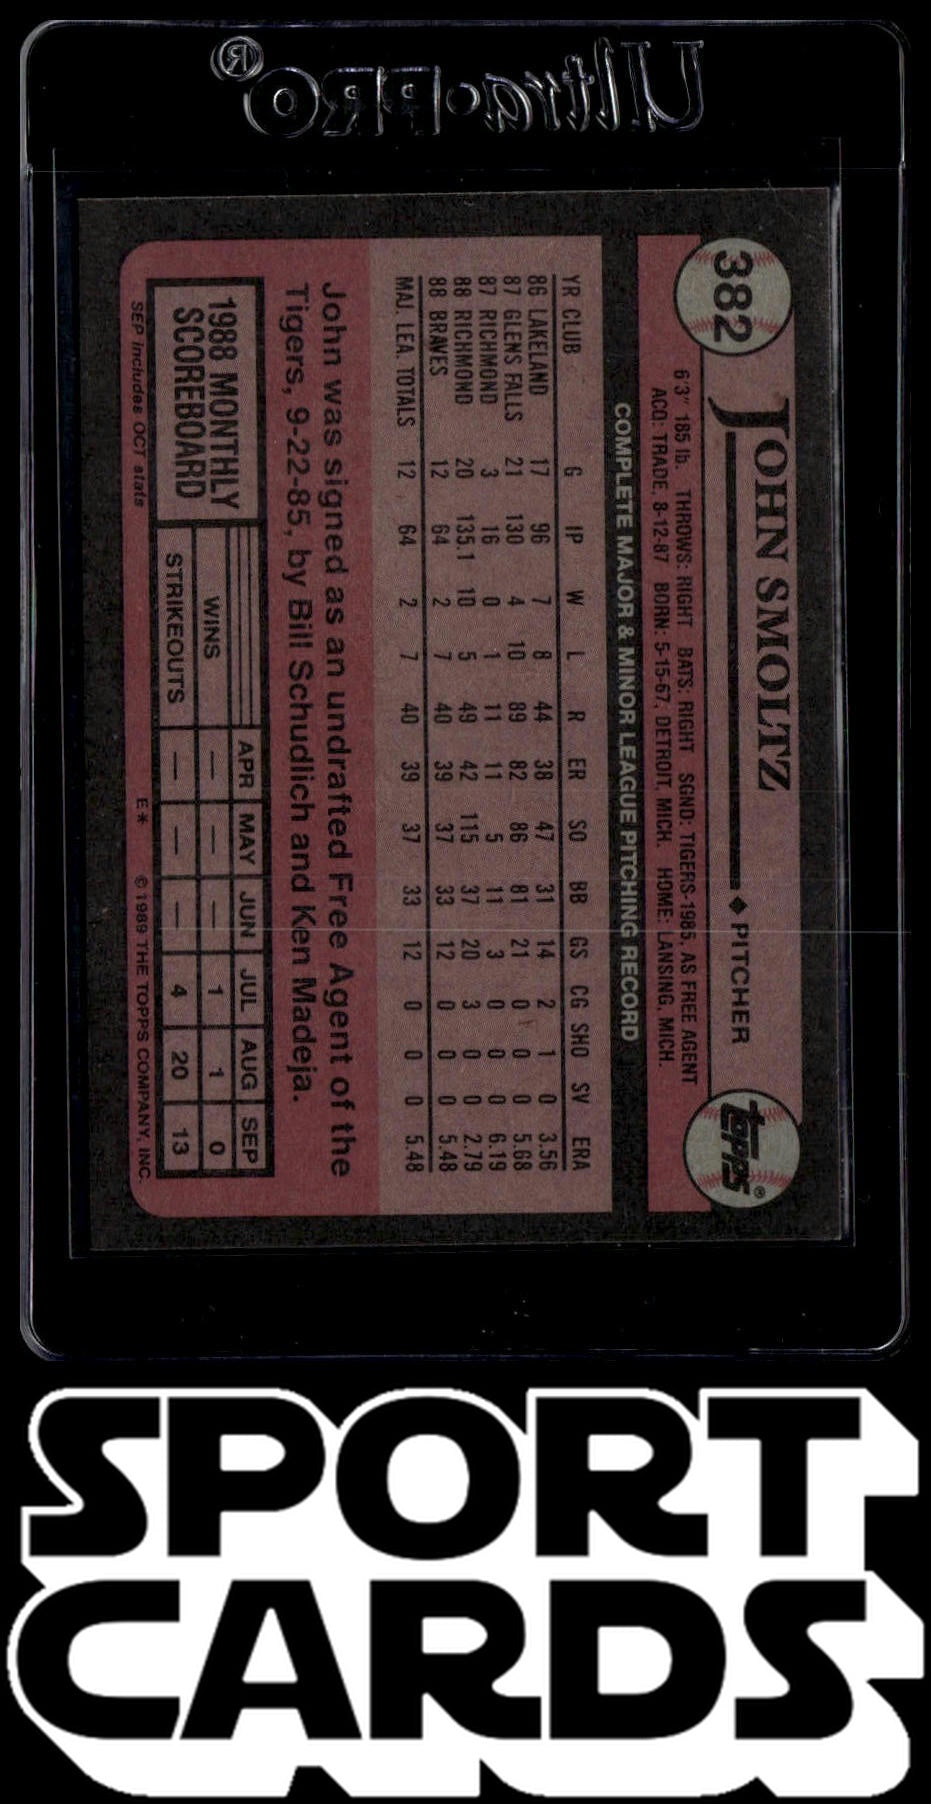 Ultra•PRO®
382
JOHN SMOLTZ
◆ PITCHER
topps®
6'3" 185 lb. THROWS: RIGHT BATS: RIGHT SGND: TIGERS-1985, AS FREE AGENT
ACQ: TRADE, 8-12-87 BORN: 5-15-67, DETROIT, MICH. HOME: LANSING, MICH.
COMPLETE MAJOR & MINOR LEAGUE PITCHING RECORD
YR CLUB G IP W L R ER SO BB GS CG SHO SV ERA
86 LAKELAND 17 96 7 8 44 38 47 31 14 2 1 0 3.56
87 GLENS FALLS 21 130 4 10 89 82 86 81 21 0 0 0 5.68
87 RICHMOND 3 16 0 1 11 11 5 11 3 0 0 0 6.19
88 RICHMOND 20 135.1 10 5 49 42 115 37 20 3 0 0 2.79
88 BRAVES 12 64 2 7 40 39 37 33 12 0 0 0 5.48
MAJ. LEA. TOTALS 12 64 2 7 40 39 37 33 12 0 0 0 5.48
John was signed as an undrafted Free Agent of the
Tigers, 9-22-85, by Bill Schudlich and Ken Madeja.
1988 MONTHLY
SCOREBOARD
APR MAY JUN JUL AUG SEP
WINS — — — 1 1 0
STRIKEOUTS — — — 4 20 13
SEP includes OCT stats
E* ©1989 THE TOPPS COMPANY, INC.
SPORT
CARDS